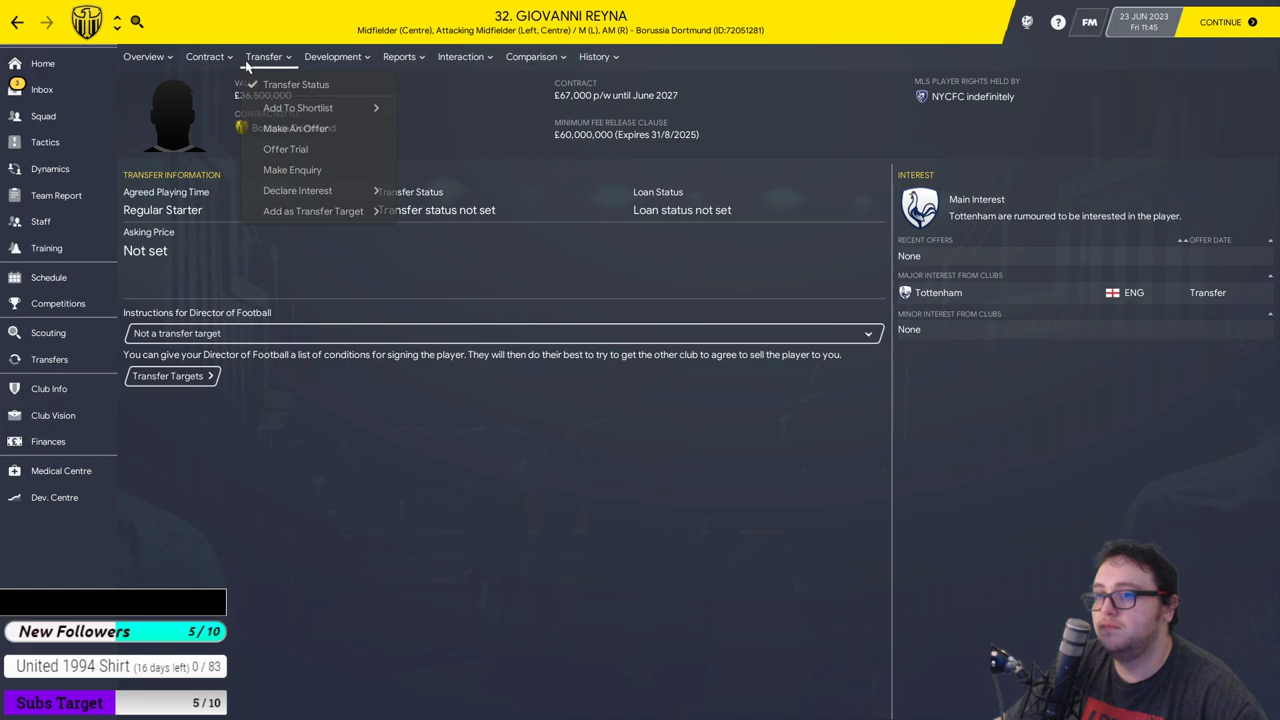 32. GIOVANNI REYNA
Midfielder (Centre), Attacking Midfielder (Left, Centre) / M (L), AM (R) - Borussia Dortmund (ID:72051281)
FM
23 JUN 2023
Fri 11:45
CONTINUE
Overview
Contract
Transfer
Development
Reports
Interaction
Comparison
History
Home
3
Inbox
Squad
Tactics
Dynamics
Team Report
Staff
Training
Schedule
Competitions
Scouting
Transfers
Club Info
Club Vision
Finances
Medical Centre
Dev. Centre
Transfer Status
Add To Shortlist
Make An Offer
Offer Trial
Make Enquiry
Declare Interest
Add as Transfer Target
£36,500,000
CONTRACT
£67,000 p/w until June 2027
MINIMUM FEE RELEASE CLAUSE
£60,000,000 (Expires 31/8/2025)
MLS PLAYER RIGHTS HELD BY
NYCFC indefinitely
TRANSFER INFORMATION
Agreed Playing Time
Regular Starter
Transfer Status
Transfer status not set
Loan Status
Loan status not set
Asking Price
Not set
Instructions for Director of Football
Not a transfer target
You can give your Director of Football a list of conditions for signing the player. They will then do their best to try to get the other club to agree to sell the player to you.
Transfer Targets
INTEREST
Main Interest
Tottenham are rumoured to be interested in the player.
RECENT OFFERS
OFFER DATE
None
MAJOR INTEREST FROM CLUBS
Tottenham
ENG
Transfer
MINOR INTEREST FROM CLUBS
None
New Followers 5 / 10
United 1994 Shirt (16 days left) 0 / 83
Subs Target 5 / 10